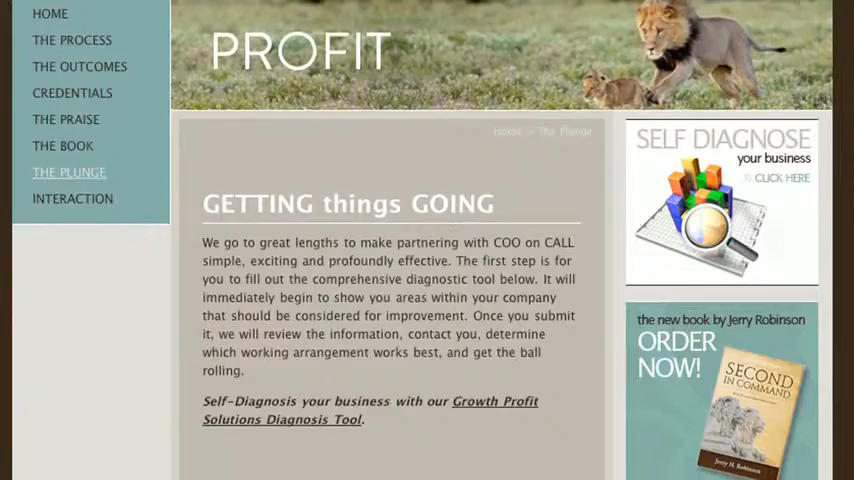 HOME
THE PROCESS
THE OUTCOMES
CREDENTIALS
THE PRAISE
THE BOOK
THE PLUNGE
INTERACTION
PROFIT
Home > The Plunge
GETTING things GOING
We go to great lengths to make partnering with COO on CALL
simple, exciting and profoundly effective. The first step is for
you to fill out the comprehensive diagnostic tool below. It will
immediately begin to show you areas within your company
that should be considered for improvement. Once you submit
it, we will review the information, contact you, determine
which working arrangement works best, and get the ball
rolling.
Self-Diagnosis your business with our Growth Profit
Solutions Diagnosis Tool.
SELF DIAGNOSE
your business
CLICK HERE
the new book by Jerry Robinson
ORDER
NOW!
SECOND
IN COMMAND
Jerry H. Robinson